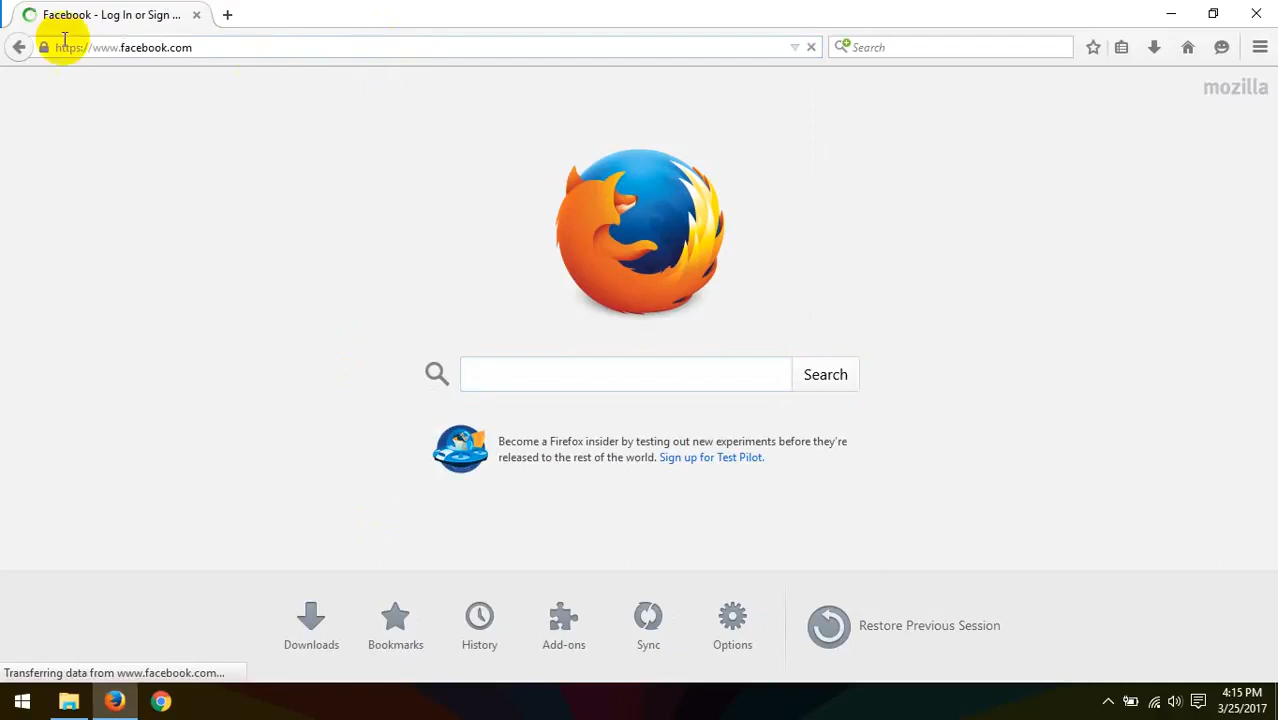 Facebook - Log In or Sign ...
https://www.facebook.com
Search
mozilla
Search
Become a Firefox insider by testing out new experiments before they're
released to the rest of the world. Sign up for Test Pilot.
Downloads
Bookmarks
History
Add-ons
Sync
Options
Restore Previous Session
Transferring data from www.facebook.com...
4:15 PM
3/25/2017